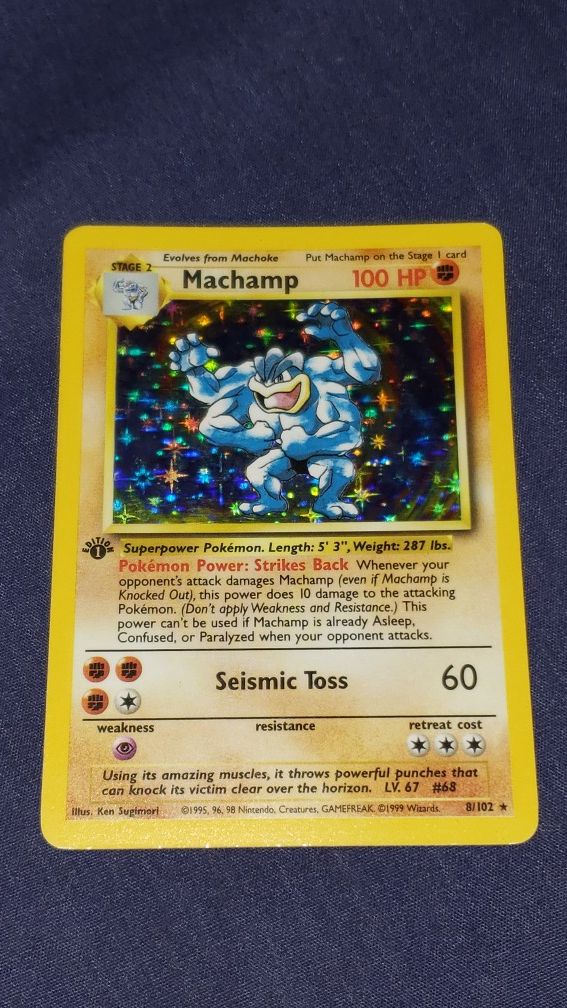 Evolves from Machoke Put Machamp on the Stage 1 card
STAGE 2
Machamp 100 HP
EDITION
1
Superpower Pokémon. Length: 5' 3", Weight: 287 lbs.
Pokémon Power: Strikes Back Whenever your
opponent's attack damages Machamp (even if Machamp is
Knocked Out), this power does 10 damage to the attacking
Pokémon. (Don't apply Weakness and Resistance.) This
power can't be used if Machamp is already Asleep,
Confused, or Paralyzed when your opponent attacks.
Seismic Toss 60
weakness resistance retreat cost
Using its amazing muscles, it throws powerful punches that
can knock its victim clear over the horizon. LV. 67 #68
Illus. Ken Sugimori ©1995, 96, 98 Nintendo, Creatures, GAMEFREAK. ©1999 Wizards. 8/102 ★